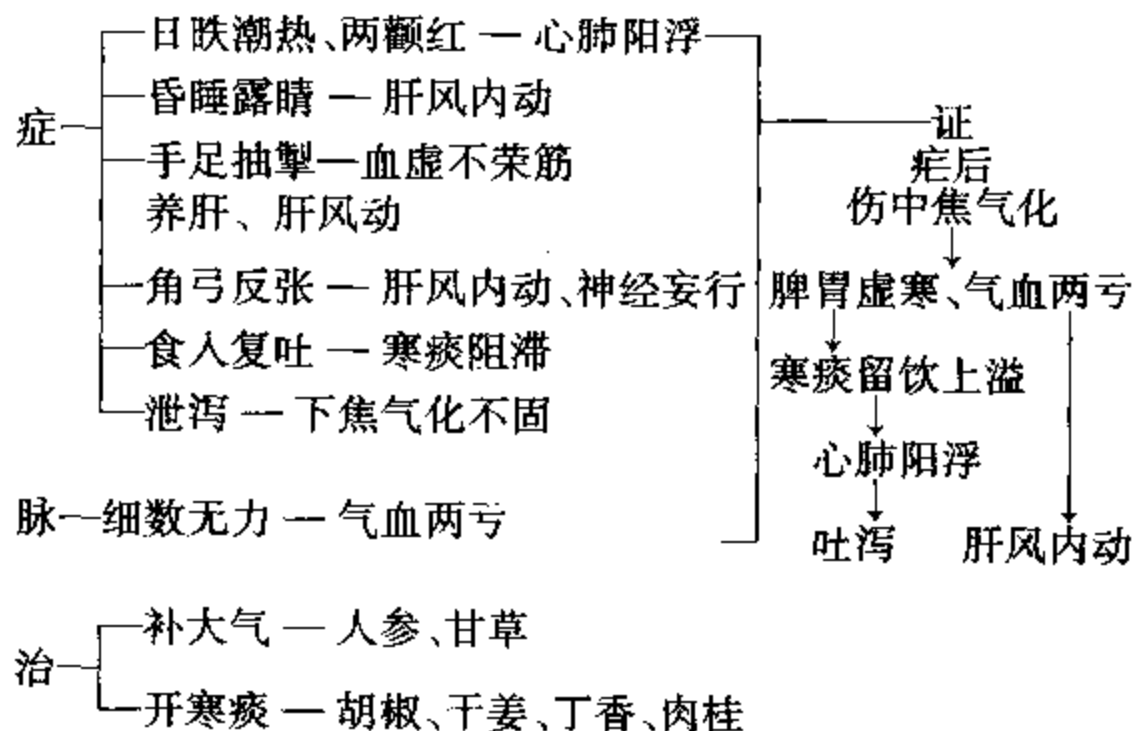 日昳潮热、两颧红 — 心肺阳浮
昏睡露睛 — 肝风内动
症
证
手足抽掣—血虚不荣筋
疟后
养肝、肝风动
伤中焦气化
角弓反张 — 肝风内动、神经妄行
脾胃虚寒、气血两亏
食入复吐 — 寒痰阻滞
寒痰留饮上溢
泄泻 — 下焦气化不固
心肺阳浮
脉—细数无力 — 气血两亏
吐泻
肝风内动
补大气 — 人参、甘草
治
开寒痰 — 胡椒、干姜、丁香、肉桂